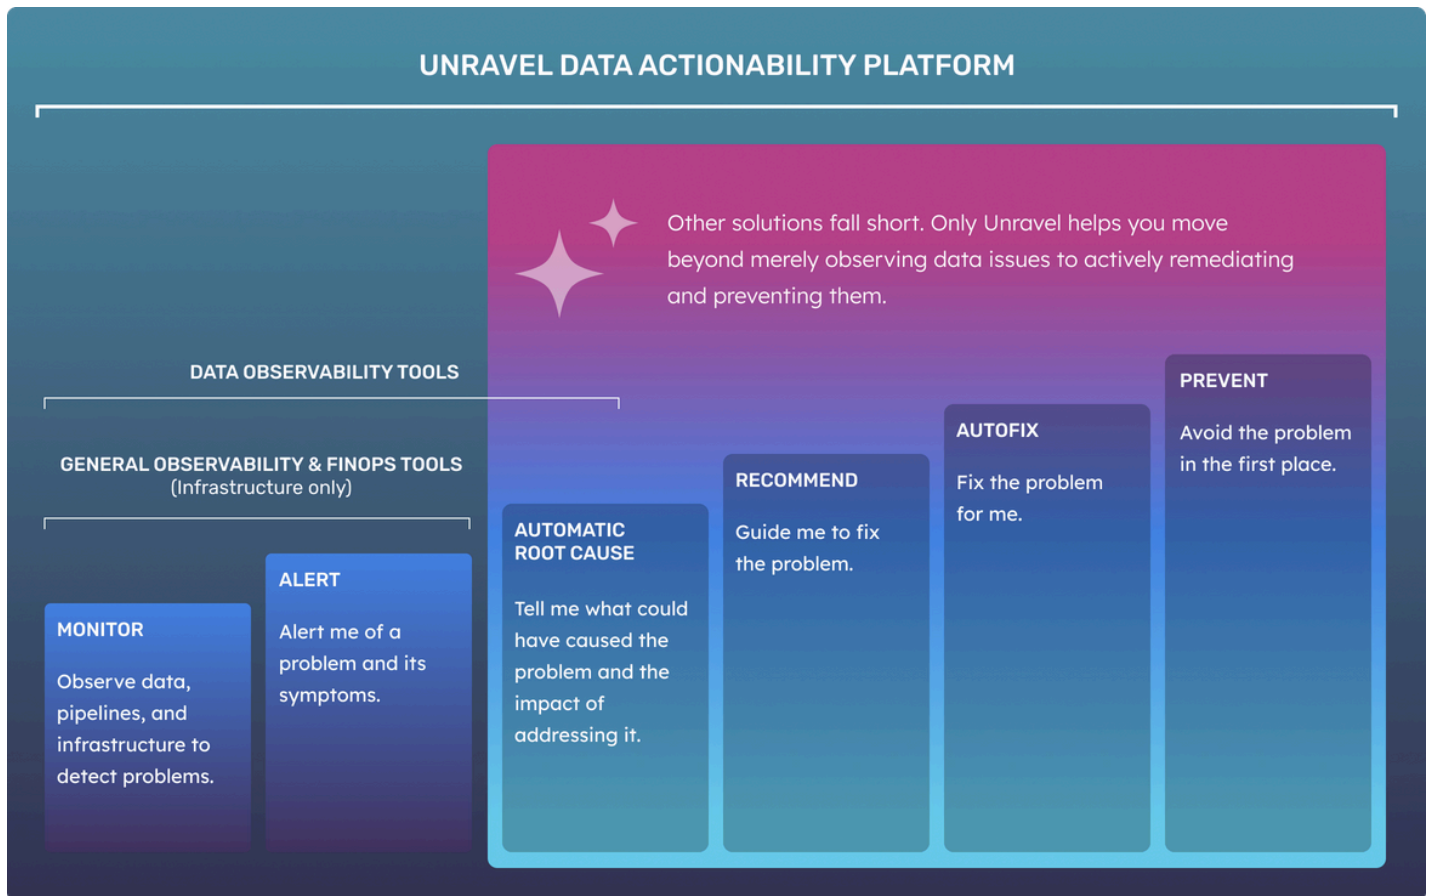 UNRAVEL DATA ACTIONABILITY PLATFORM
Other solutions fall short. Only Unravel helps you move
beyond merely observing data issues to actively remediating
and preventing them.
DATA OBSERVABILITY TOOLS
GENERAL OBSERVABILITY & FINOPS TOOLS
(Infrastructure only)
MONITOR
Observe data,
pipelines, and
infrastructure to
detect problems.
ALERT
Alert me of a
problem and its
symptoms.
AUTOMATIC
ROOT CAUSE
Tell me what could
have caused the
problem and the
impact of
addressing it.
RECOMMEND
Guide me to fix
the problem.
AUTOFIX
Fix the problem
for me.
PREVENT
Avoid the problem
in the first place.